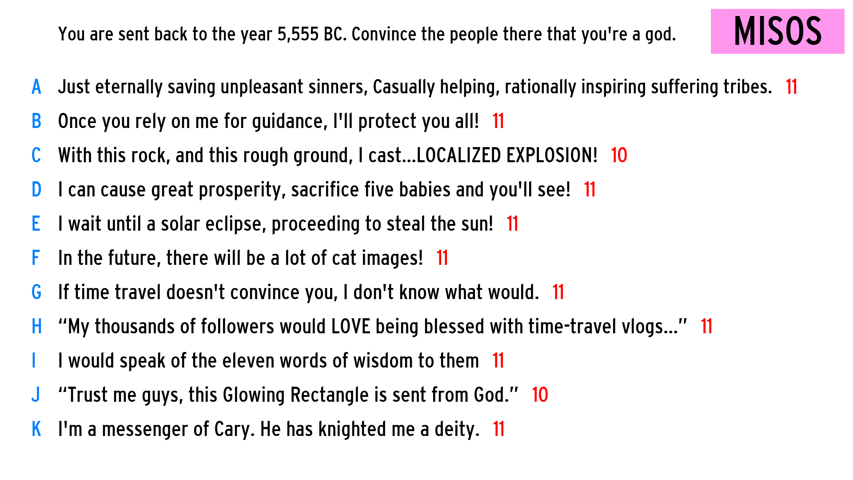 You are sent back to the year 5,555 BC. Convince the people there that you're a god.
MISOS
A Just eternally saving unpleasant sinners, Casually helping, rationally inspiring suffering tribes. 11
B Once you rely on me for guidance, I'll protect you all! 11
C With this rock, and this rough ground, I cast...LOCALIZED EXPLOSION! 10
D I can cause great prosperity, sacrifice five babies and you'll see! 11
E I wait until a solar eclipse, proceeding to steal the sun! 11
F In the future, there will be a lot of cat images! 11
G If time travel doesn't convince you, I don't know what would. 11
H “My thousands of followers would LOVE being blessed with time-travel vlogs...” 11
I I would speak of the eleven words of wisdom to them 11
J “Trust me guys, this Glowing Rectangle is sent from God.” 10
K I'm a messenger of Cary. He has knighted me a deity. 11